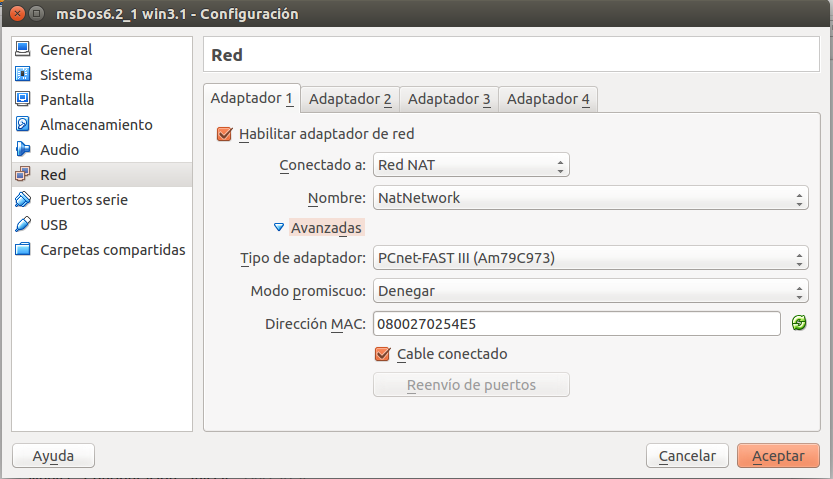 msDos6.2_1 win3.1 - Configuración
General
Sistema
Pantalla
Almacenamiento
Audio
Red
Puertos serie
USB
Carpetas compartidas
Red
Adaptador 1 Adaptador 2 Adaptador 3 Adaptador 4
Habilitar adaptador de red
Conectado a: Red NAT
Nombre: NatNetwork
Avanzadas
Tipo de adaptador: PCnet-FAST III (Am79C973)
Modo promiscuo: Denegar
Dirección MAC: 0800270254E5
Cable conectado
Reenvío de puertos
Ayuda Cancelar Aceptar